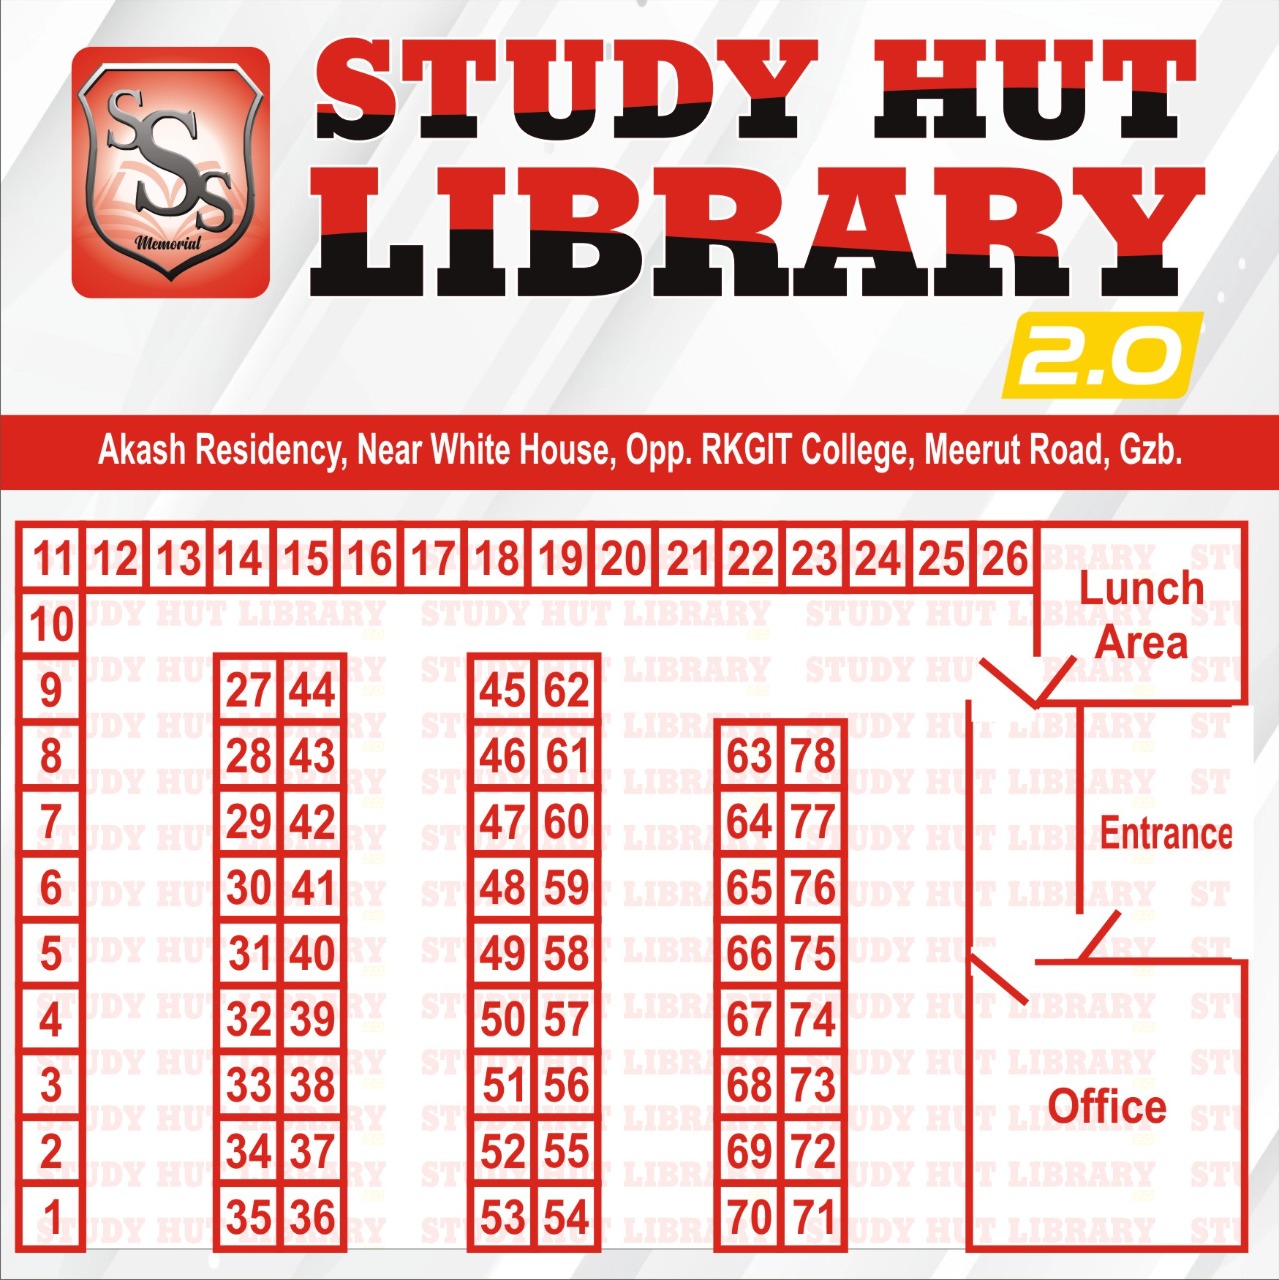 SSS
Memorial
STUDY HUT
LIBRARY
2.0
Akash Residency, Near White House, Opp. RKGIT College, Meerut Road, Gzb.
11 12 13 14 15 16 17 18 19 20 21 22 23 24 25 26
Lunch
Area
10
9 27 44 45 62
8 28 43 46 61 63 78
7 29 42 47 60 64 77
Entrance
6 30 41 48 59 65 76
5 31 40 49 58 66 75
4 32 39 50 57 67 74
3 33 38 51 56 68 73
Office
2 34 37 52 55 69 72
1 35 36 53 54 70 71